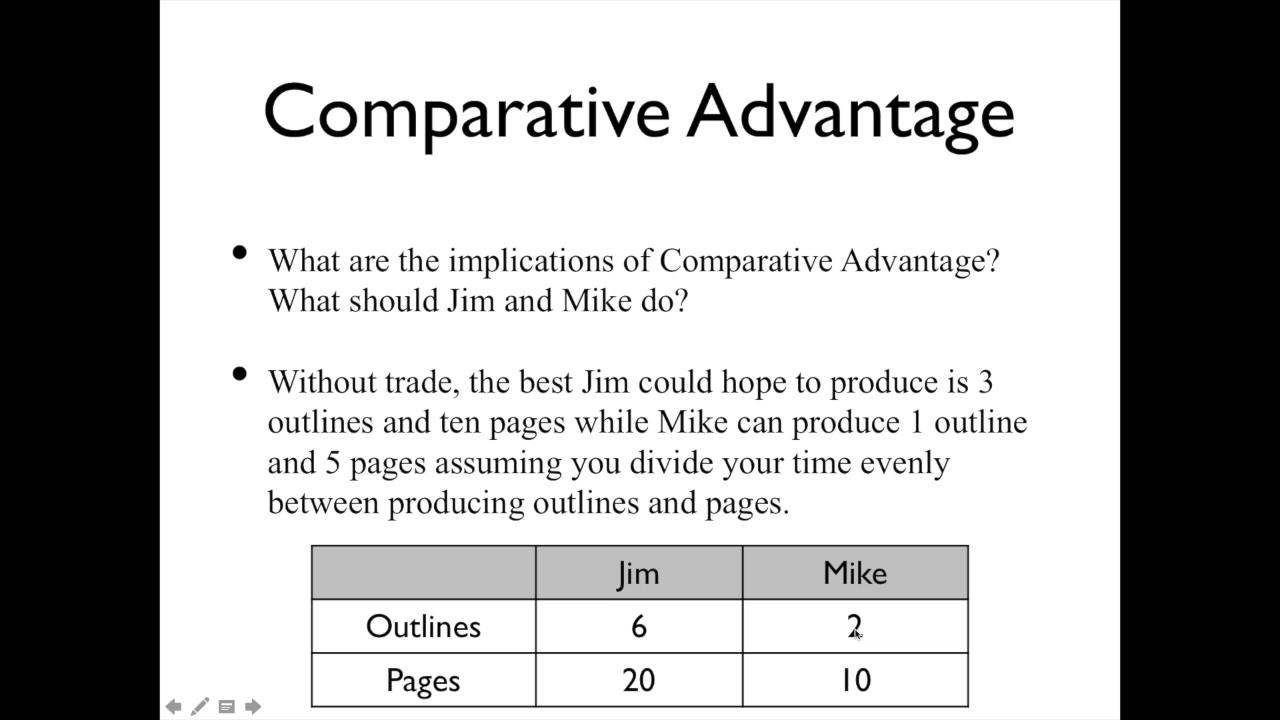 Comparative Advantage
• What are the implications of Comparative Advantage?
What should Jim and Mike do?
• Without trade, the best Jim could hope to produce is 3
outlines and ten pages while Mike can produce 1 outline
and 5 pages assuming you divide your time evenly
between producing outlines and pages.
Jim Mike
Outlines 6 2
Pages 20 10